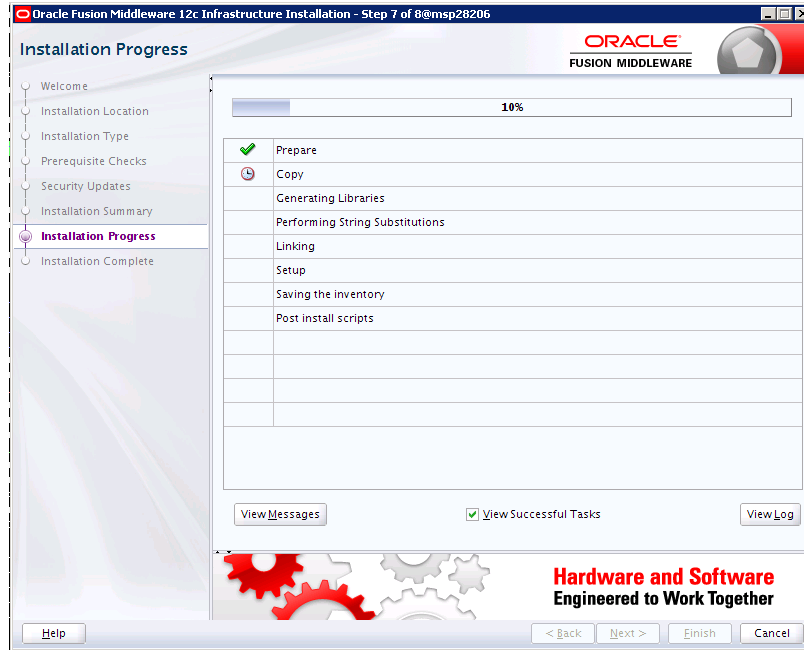 Oracle Fusion Middleware 12c Infrastructure Installation - Step 7 of 8@msp28206
Installation Progress
ORACLE
FUSION MIDDLEWARE
Welcome
Installation Location
Installation Type
Prerequisite Checks
Security Updates
Installation Summary
Installation Progress
Installation Complete
10%
Prepare
Copy
Generating Libraries
Performing String Substitutions
Linking
Setup
Saving the inventory
Post install scripts
View Messages
View Successful Tasks
View Log
Hardware and Software
Engineered to Work Together
Help
< Back
Next >
Finish
Cancel